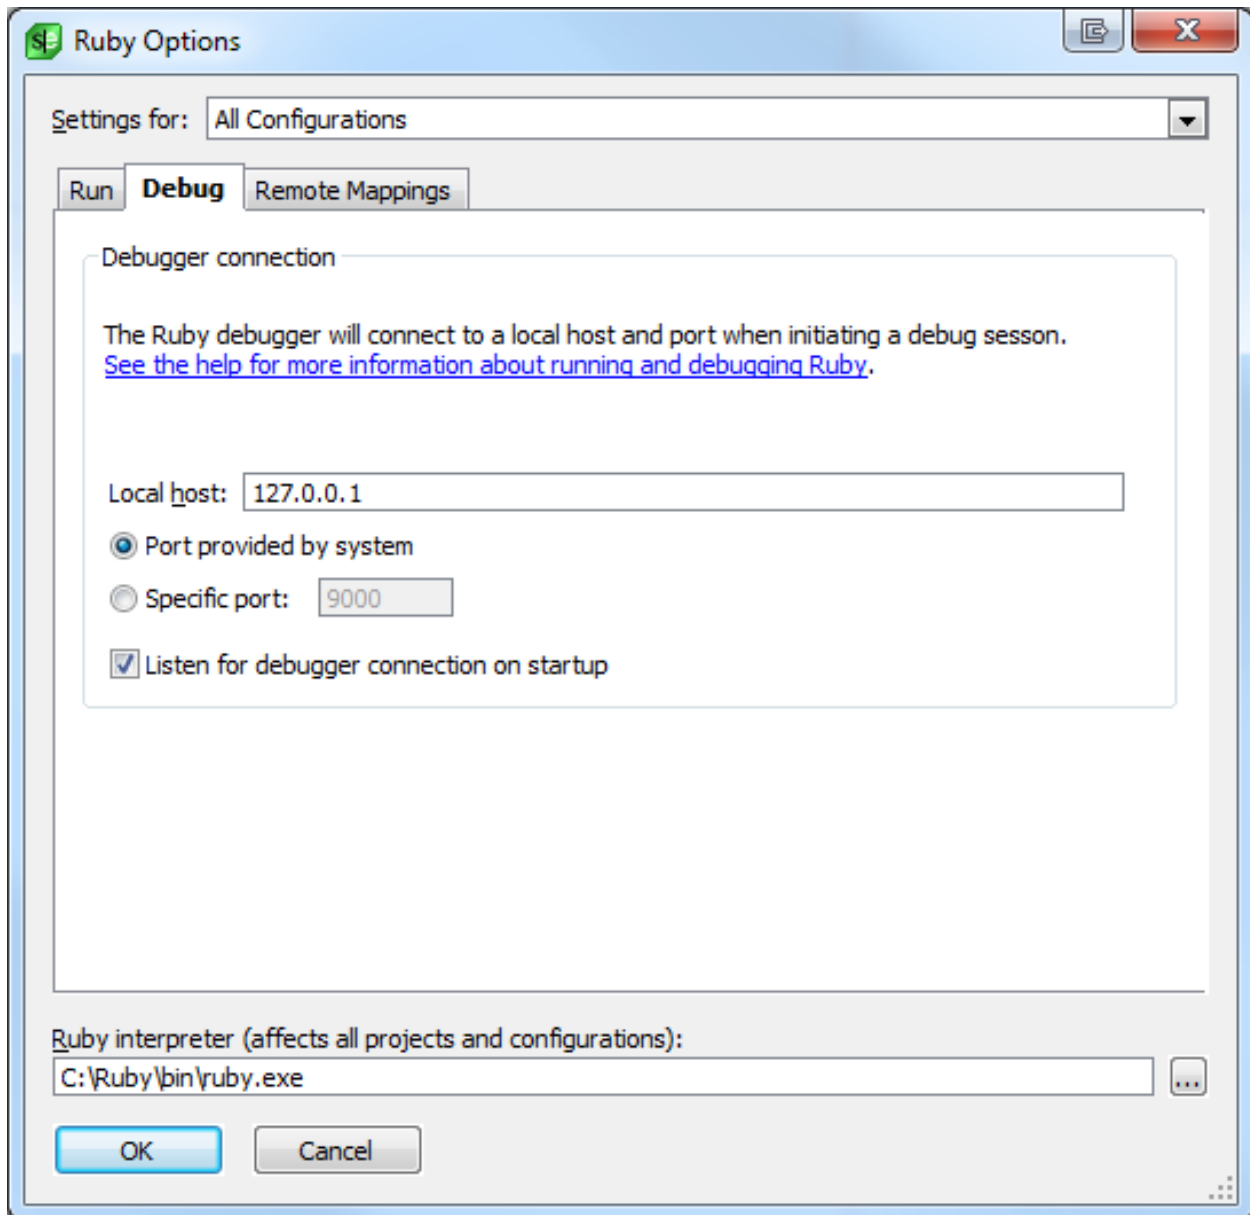 Ruby Options
Settings for: All Configurations
Run Debug Remote Mappings
Debugger connection
The Ruby debugger will connect to a local host and port when initiating a debug sesson.
See the help for more information about running and debugging Ruby.
Local host: 127.0.0.1
Port provided by system
Specific port: 9000
Listen for debugger connection on startup
Ruby interpreter (affects all projects and configurations):
C:\Ruby\bin\ruby.exe ...
OK Cancel